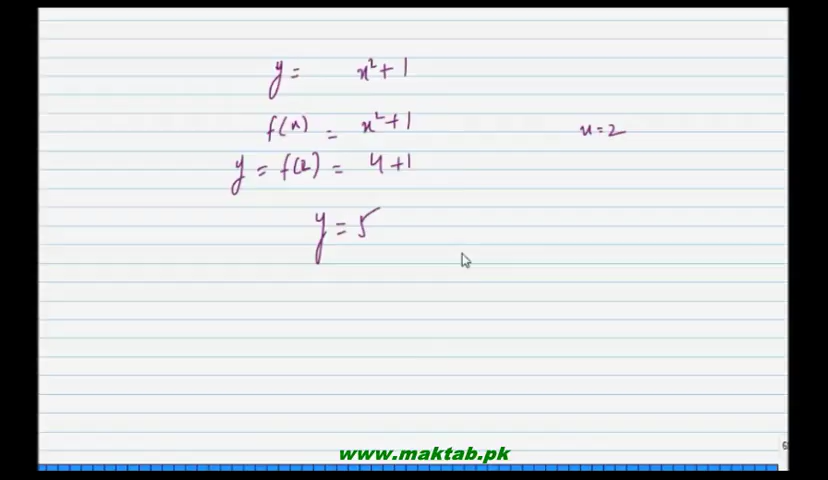 y = x² + 1
f(x) = x² + 1
x = 2
y = f(2) = 4 + 1
y = 5
www.maktab.pk